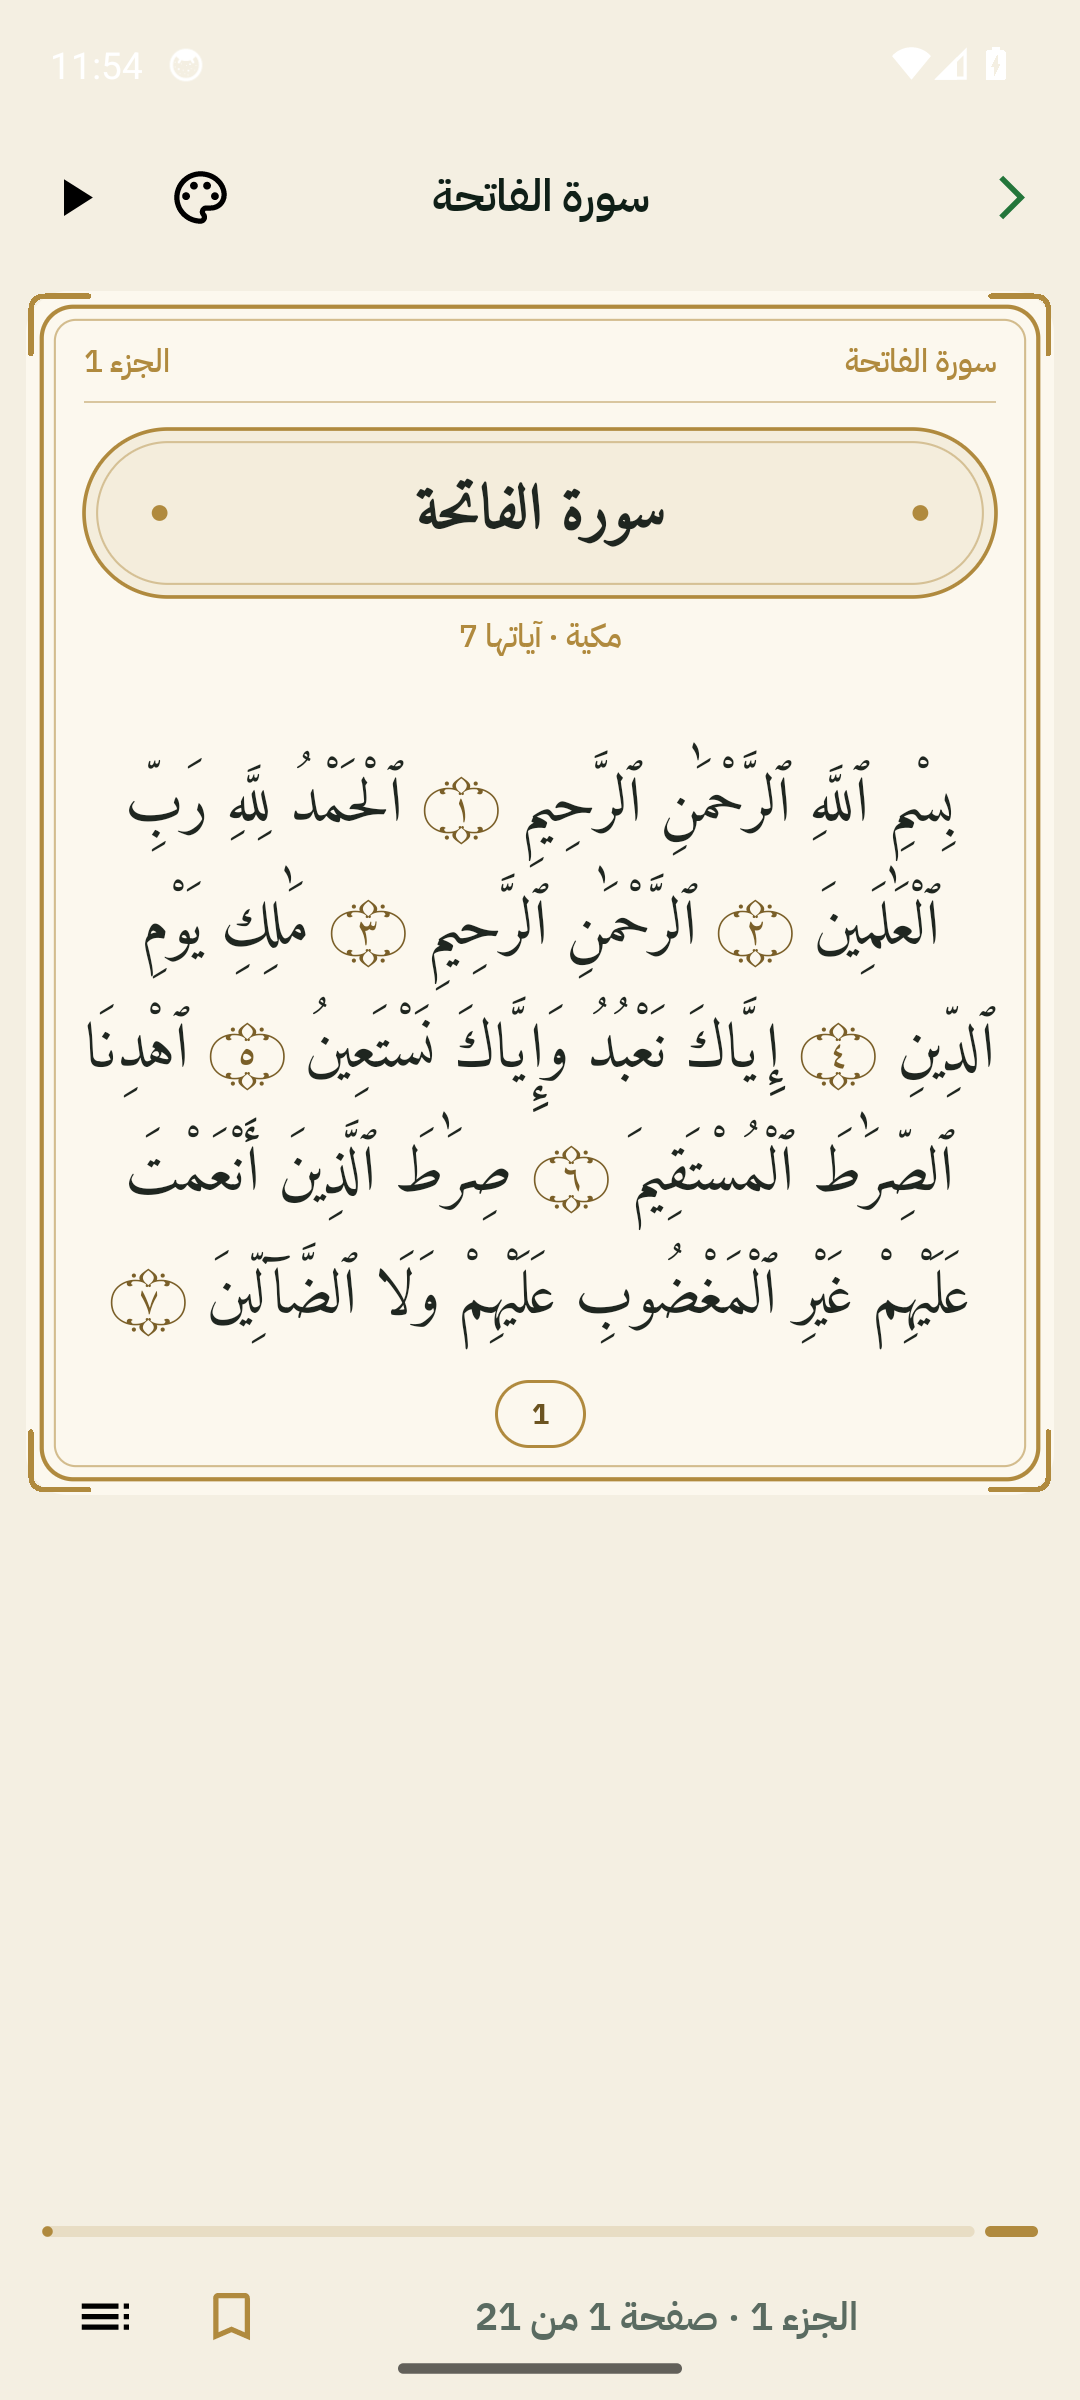 11:54
سورة الفاتحة
سورة الفاتحة
الجزء 1
سورة الفاتحة
مكية · آياتها 7
بِسْمِ ٱللَّهِ ٱلرَّحْمَٰنِ ٱلرَّحِيمِ ١ ٱلْحَمْدُ لِلَّهِ رَبِّ
ٱلْعَٰلَمِينَ ٢ ٱلرَّحْمَٰنِ ٱلرَّحِيمِ ٣ مَٰلِكِ يَوْمِ
ٱلدِّينِ ٤ إِيَّاكَ نَعْبُدُ وَإِيَّاكَ نَسْتَعِينُ ٥ ٱهْدِنَا
ٱلصِّرَٰطَ ٱلْمُسْتَقِيمَ ٦ صِرَٰطَ ٱلَّذِينَ أَنْعَمْتَ
عَلَيْهِمْ غَيْرِ ٱلْمَغْضُوبِ عَلَيْهِمْ وَلَا ٱلضَّآلِّينَ ٧
1
الجزء 1 · صفحة 1 من 21